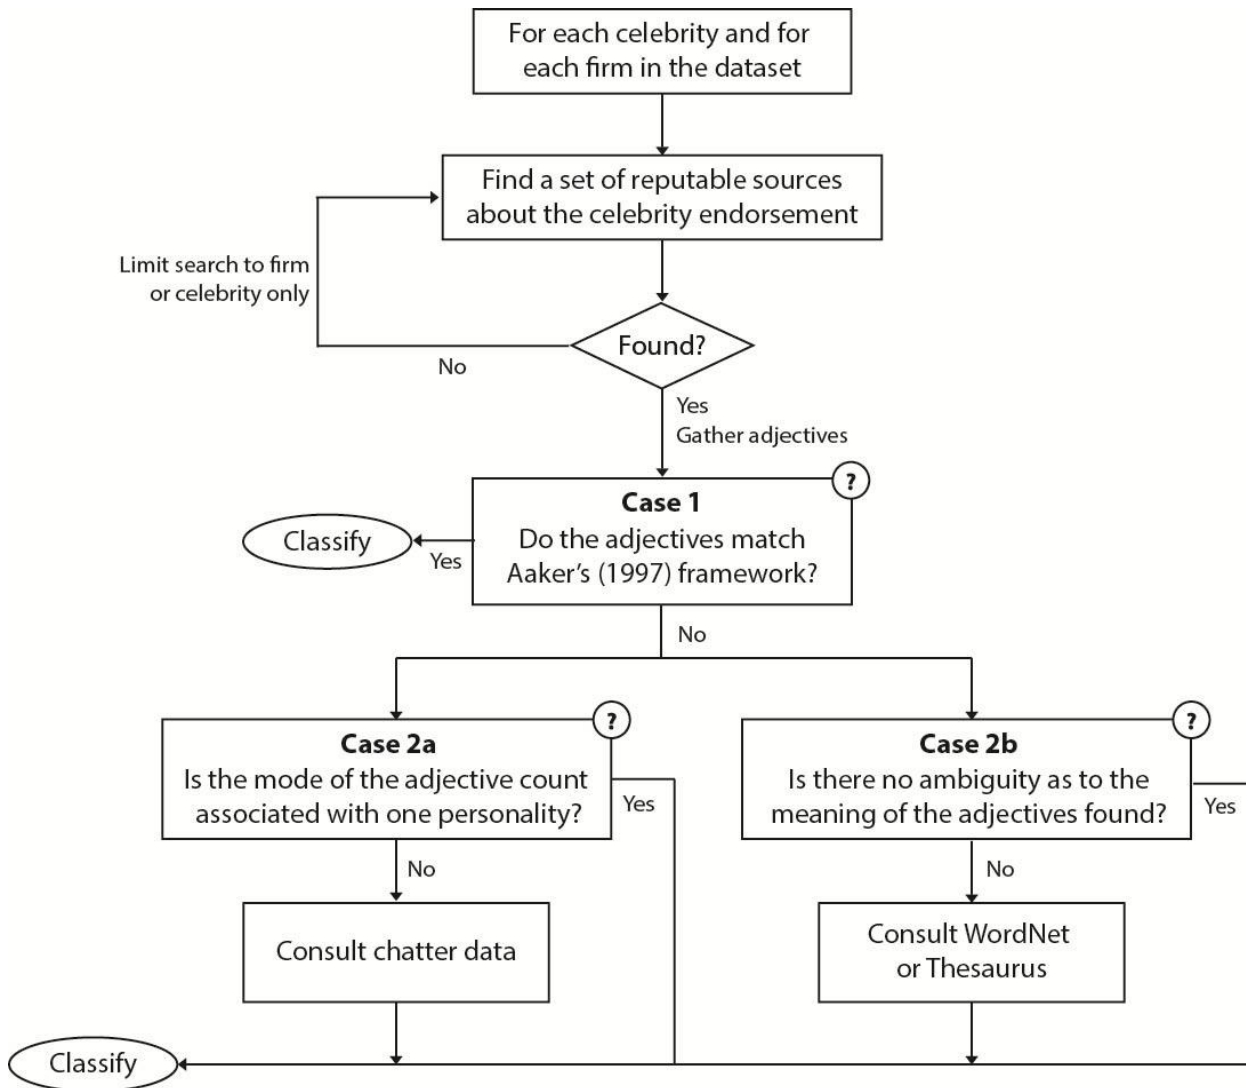 For each celebrity and for
each firm in the dataset
Find a set of reputable sources
about the celebrity endorsement
Limit search to firm
or celebrity only
Found?
No
Yes
Gather adjectives
?
Case 1
Do the adjectives match
Aaker’s (1997) framework?
Classify
Yes
No
?
Case 2a
Is the mode of the adjective count
associated with one personality?
Yes
?
Case 2b
Is there no ambiguity as to the
meaning of the adjectives found?
Yes
No
Consult chatter data
No
Consult WordNet
or Thesaurus
Classify